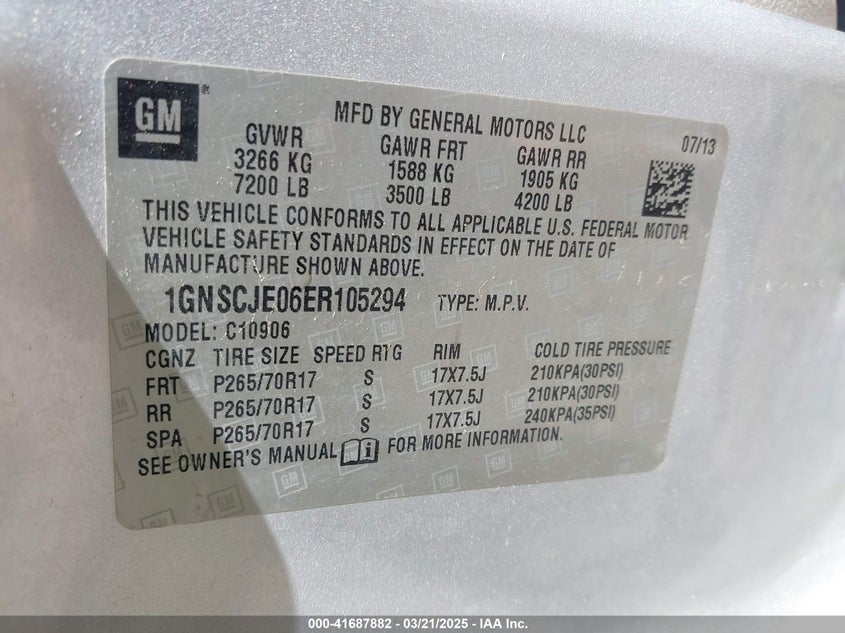 GM ®
MFD BY GENERAL MOTORS LLC
07/13
GVWR GAWR FRT GAWR RR
3266 KG 1588 KG 1905 KG
7200 LB 3500 LB 4200 LB
THIS VEHICLE CONFORMS TO ALL APPLICABLE U.S. FEDERAL MOTOR
VEHICLE SAFETY STANDARDS IN EFFECT ON THE DATE OF
MANUFACTURE SHOWN ABOVE.
1GNSCJE06ER105294 TYPE: M.P.V.
MODEL: C10906
CGNZ TIRE SIZE SPEED RTG RIM COLD TIRE PRESSURE
FRT P265/70R17 S 17X7.5J 210KPA(30PSI)
RR P265/70R17 S 17X7.5J 210KPA(30PSI)
SPA P265/70R17 S 17X7.5J 240KPA(35PSI)
SEE OWNER'S MANUAL FOR MORE INFORMATION.
000-41687882 - 03/21/2025 - IAA Inc.